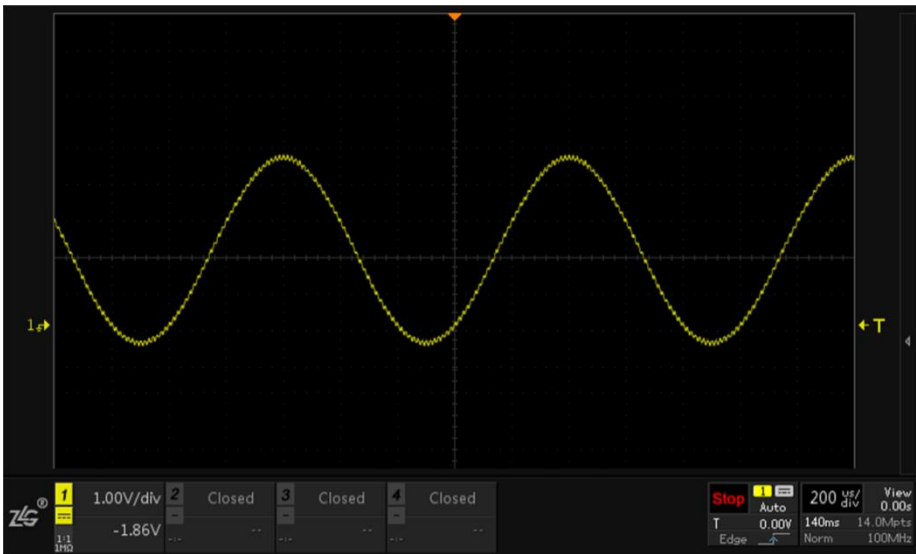 1
T
ZLG®
1 1.00V/div 2 Closed 3 Closed 4 Closed
-1.86V -- -- --
1:1 -:- -:- -:-
1MΩ
Stop 1 Auto 200 us/div View 0.00s
T 0.00V 140ms 14.0Mpts
Edge Norm 100MHz